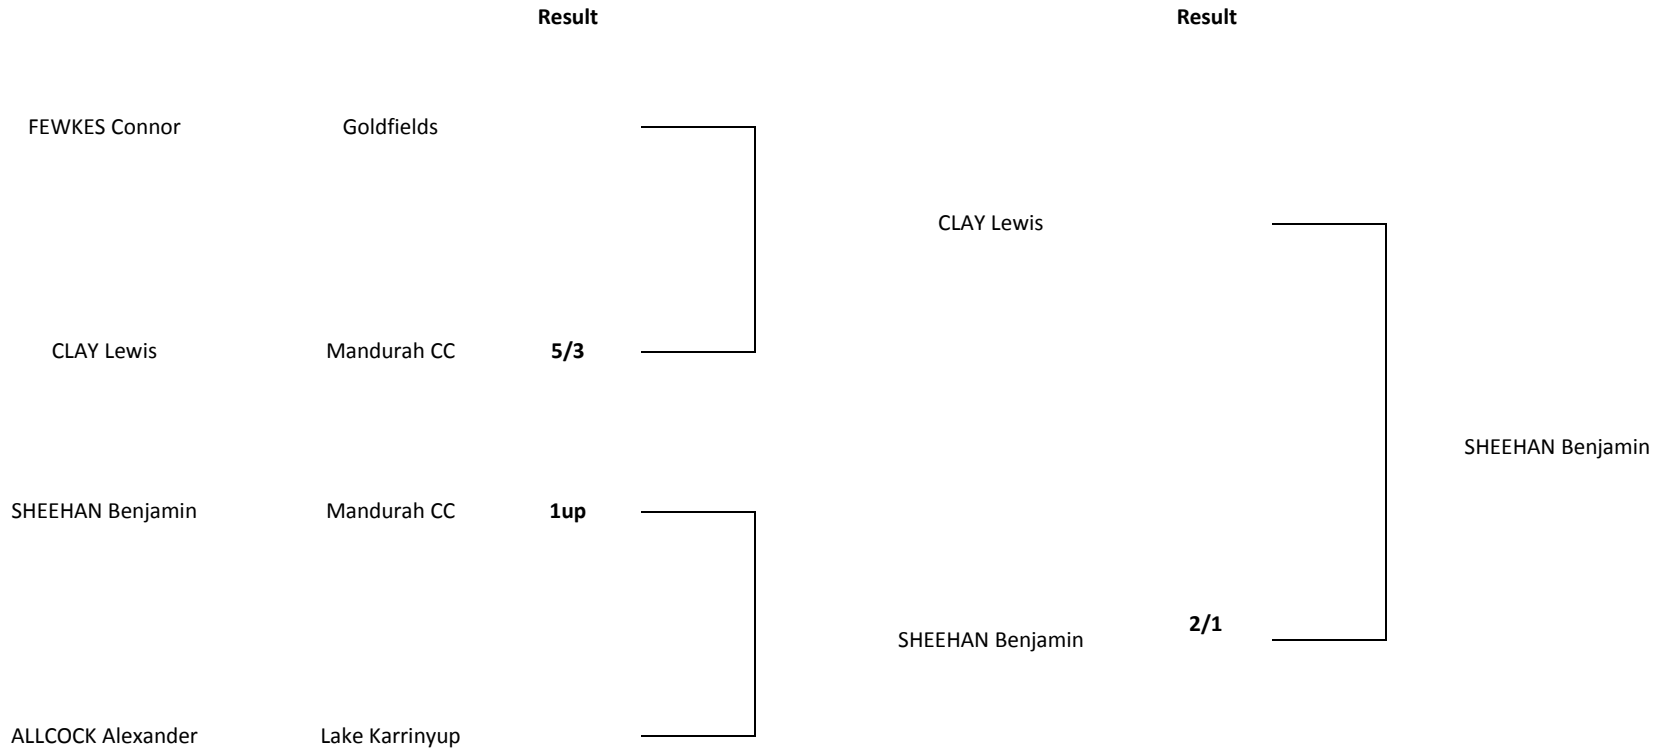 Result Result
FEWKES Connor Goldfields
CLAY Lewis
CLAY Lewis Mandurah CC 5/3
SHEEHAN Benjamin
SHEEHAN Benjamin Mandurah CC 1up
2/1
SHEEHAN Benjamin
ALLCOCK Alexander Lake Karrinyup